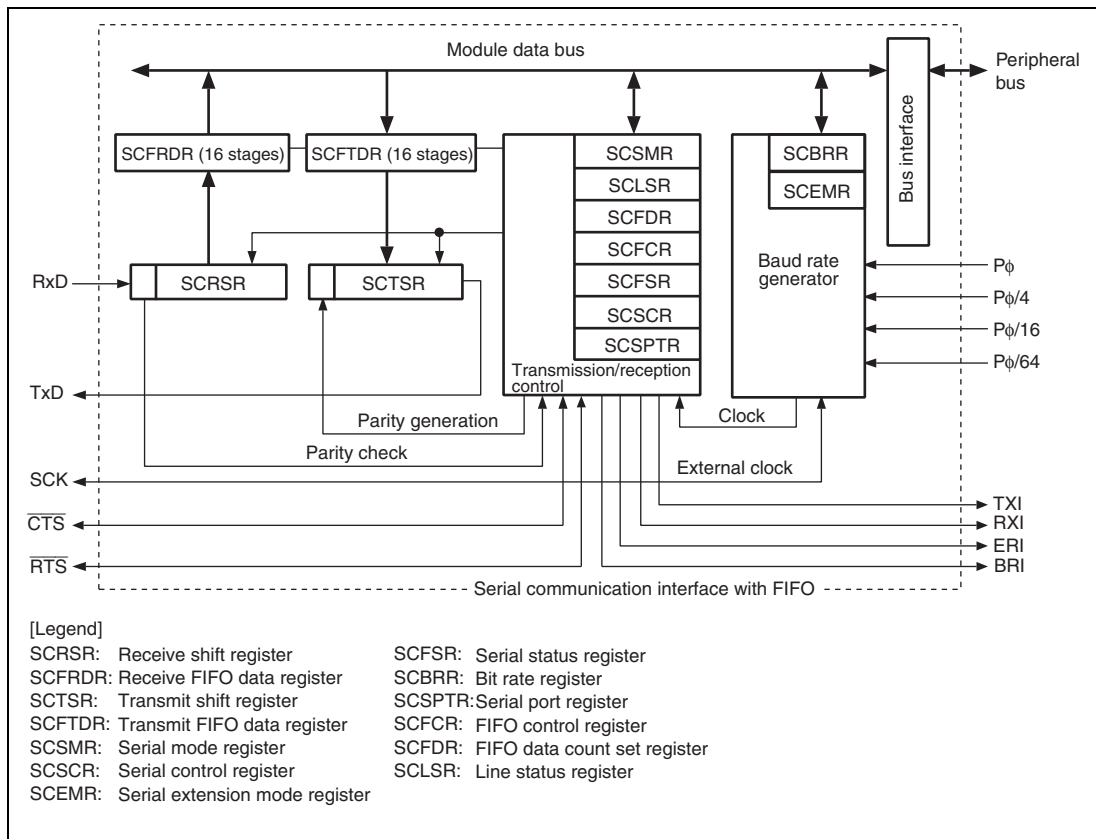 Module data bus
Peripheral
bus
Bus interface
SCFRDR (16 stages)
SCFTDR (16 stages)
SCSMR
SCLSR
SCFDR
SCFCR
SCFSR
SCSCR
SCSPTR
Transmission/reception
control
SCBRR
SCEMR
Baud rate
generator
RxD
SCRSR
SCTSR
Pϕ
Pϕ/4
Pϕ/16
Pϕ/64
TxD
Parity generation
Parity check
Clock
External clock
SCK
CTS
RTS
TXI
RXI
ERI
BRI
Serial communication interface with FIFO
[Legend]
SCRSR: Receive shift register
SCFRDR: Receive FIFO data register
SCTSR: Transmit shift register
SCFTDR: Transmit FIFO data register
SCSMR: Serial mode register
SCSCR: Serial control register
SCEMR: Serial extension mode register
SCFSR: Serial status register
SCBRR: Bit rate register
SCSPTR: Serial port register
SCFCR: FIFO control register
SCFDR: FIFO data count set register
SCLSR: Line status register